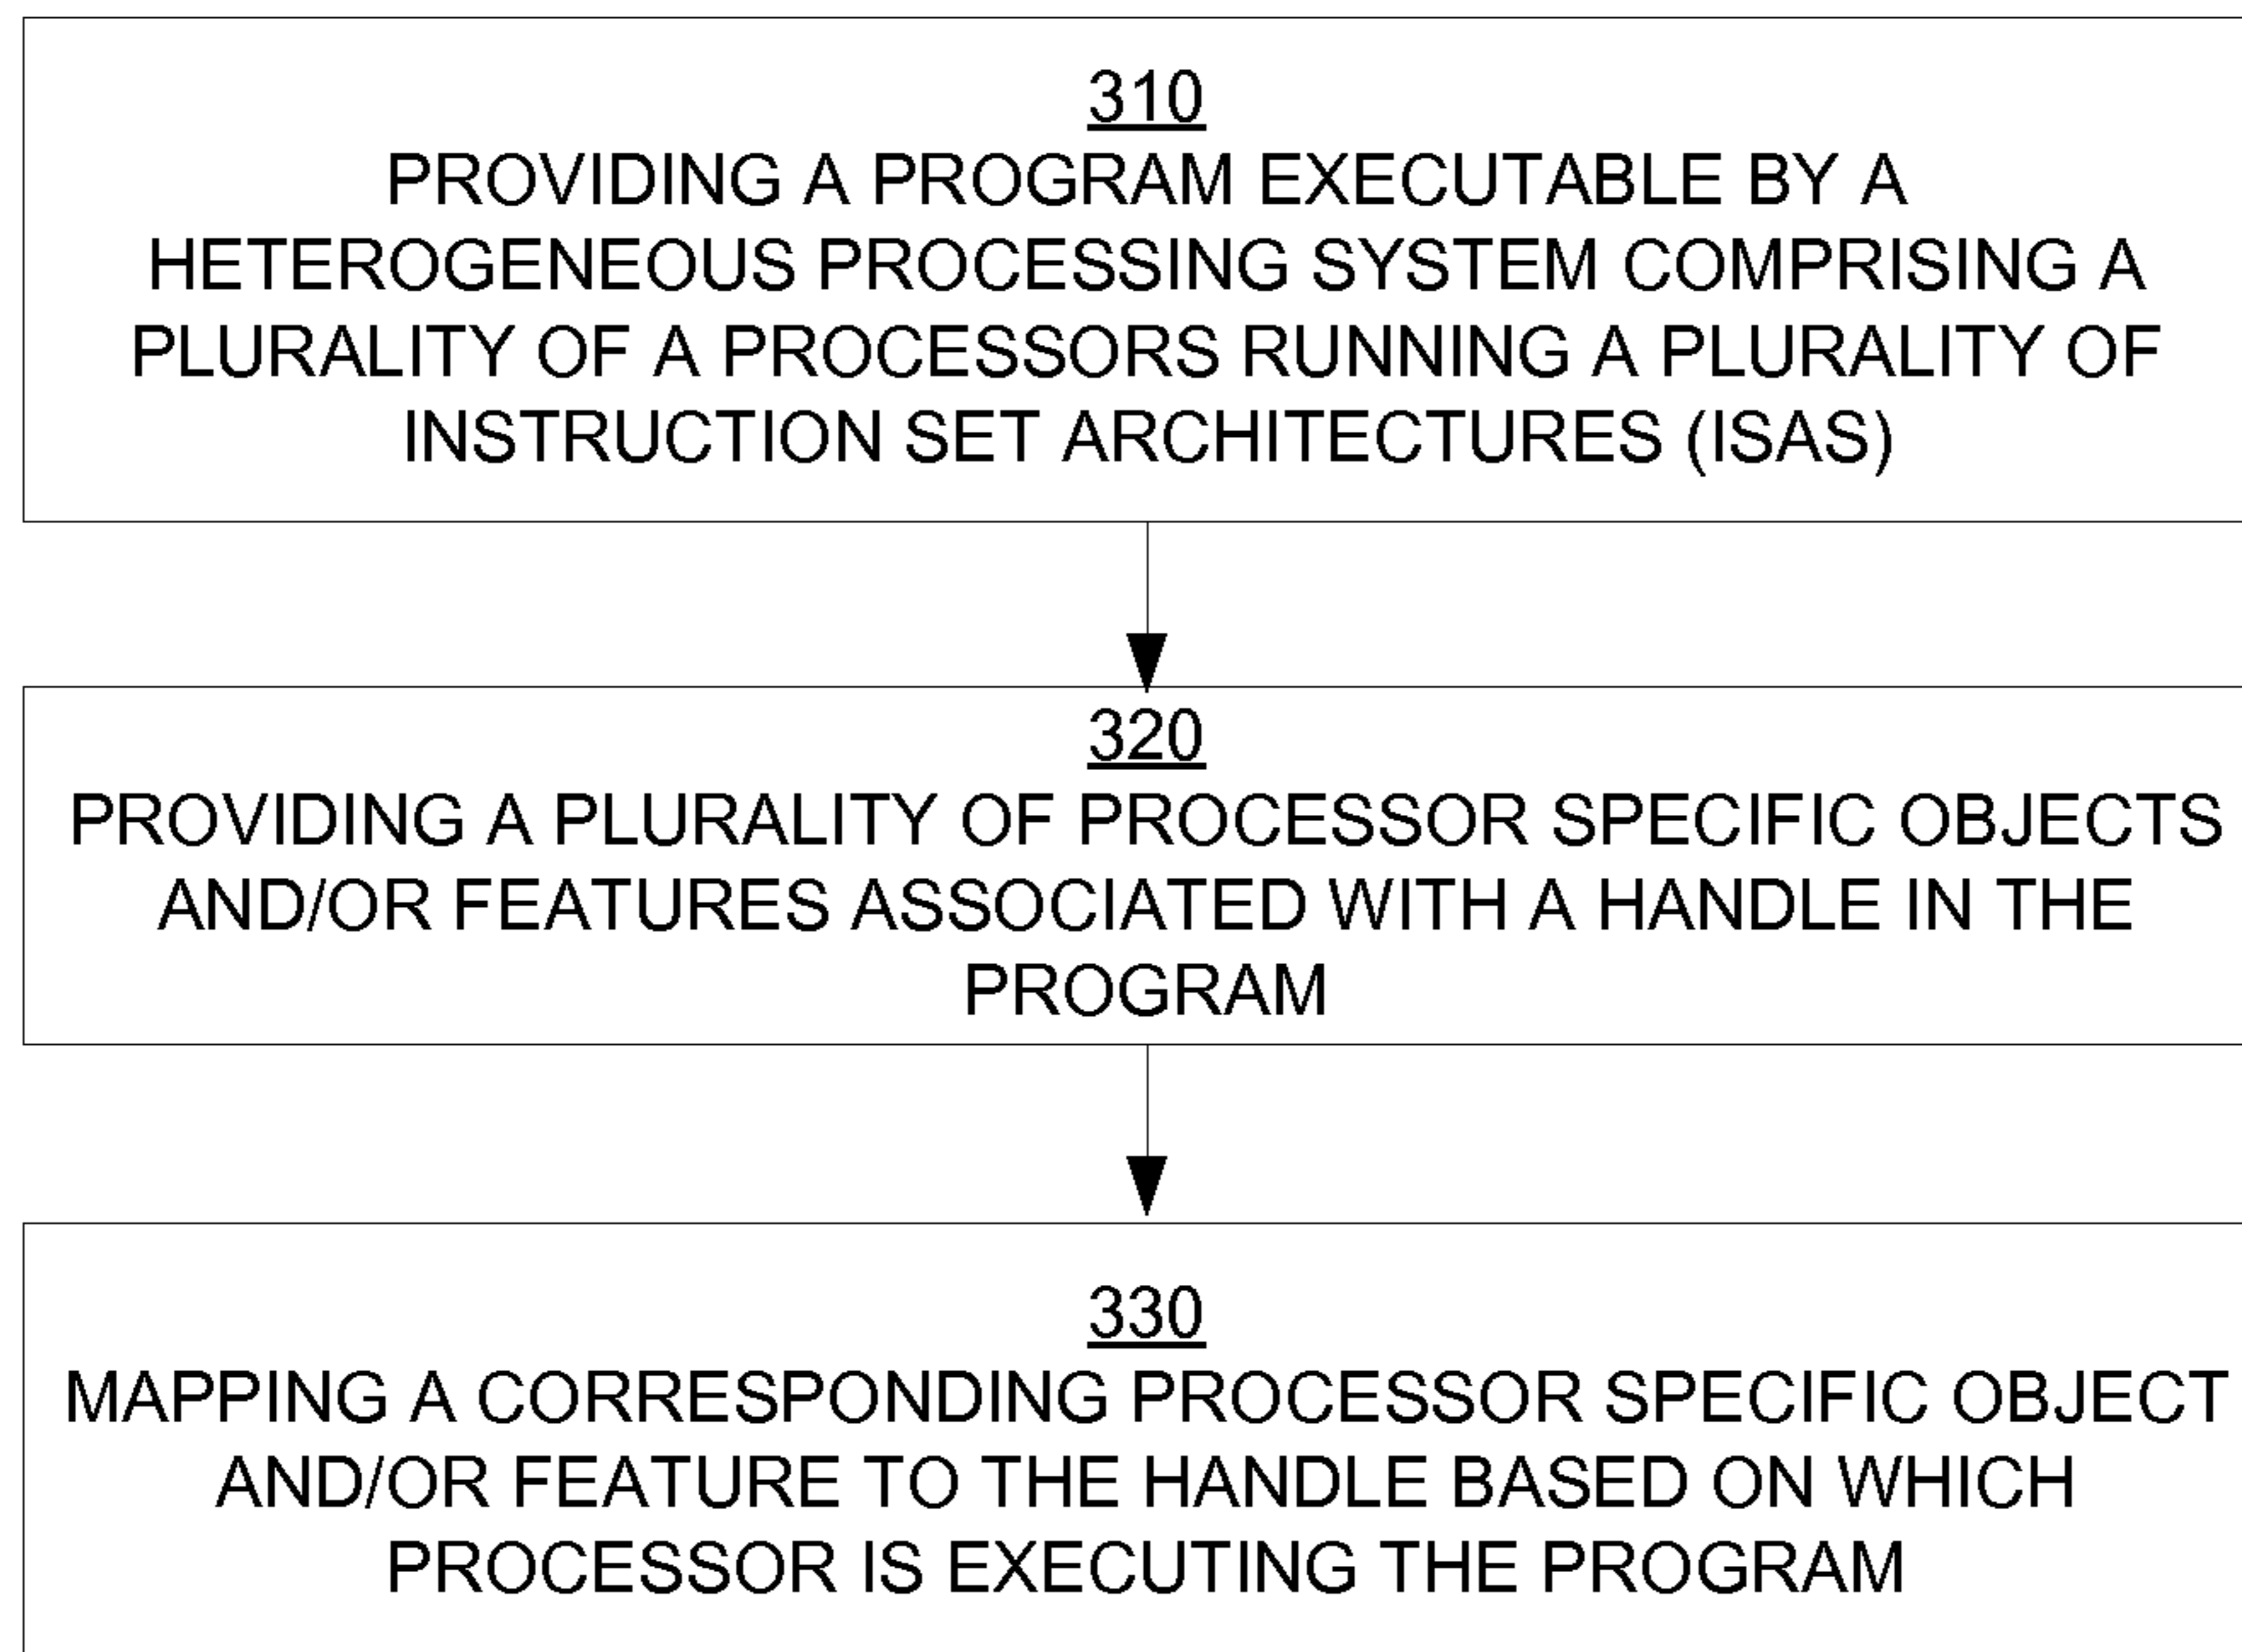 310
PROVIDING A PROGRAM EXECUTABLE BY A
HETEROGENEOUS PROCESSING SYSTEM COMPRISING A
PLURALITY OF A PROCESSORS RUNNING A PLURALITY OF
INSTRUCTION SET ARCHITECTURES (ISAS)
320
PROVIDING A PLURALITY OF PROCESSOR SPECIFIC OBJECTS
AND/OR FEATURES ASSOCIATED WITH A HANDLE IN THE
PROGRAM
330
MAPPING A CORRESPONDING PROCESSOR SPECIFIC OBJECT
AND/OR FEATURE TO THE HANDLE BASED ON WHICH
PROCESSOR IS EXECUTING THE PROGRAM